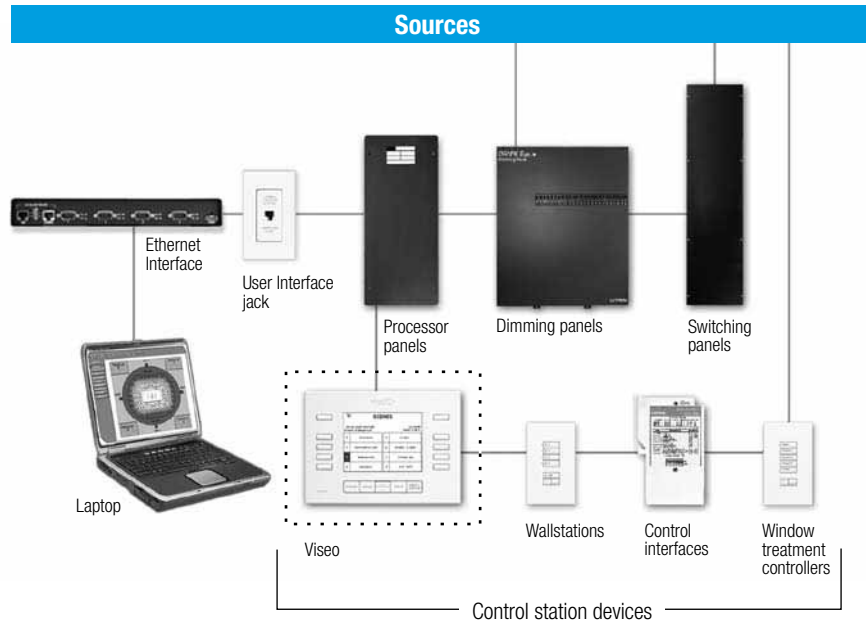 Sources
Ethernet
Interface
User Interface
jack
Processor
panels
Dimming panels
Switching
panels
Laptop
Viseo
Wallstations
Control
interfaces
Window
treatment
controllers
Control station devices
SCENES
LUTRON